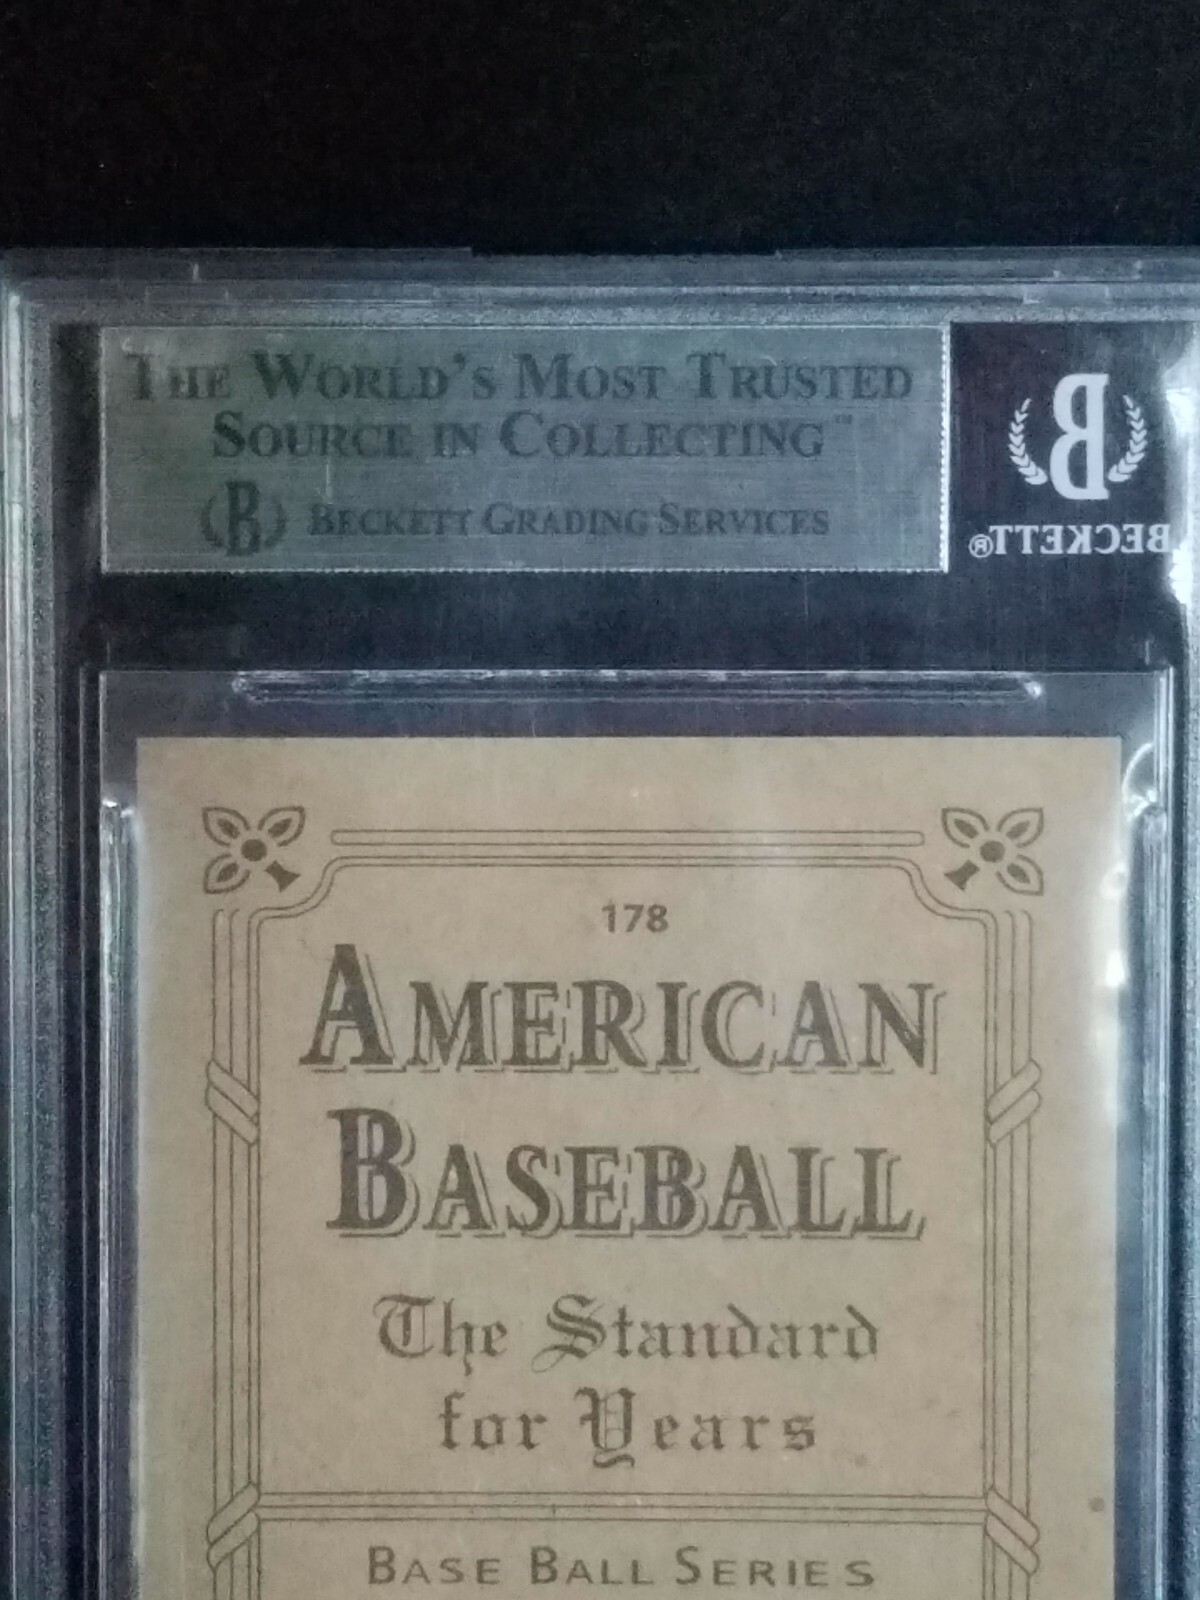 THE WORLD'S MOST TRUSTED
SOURCE IN COLLECTING™
B BECKETT GRADING SERVICES
B
BECKETT®
178
AMERICAN
BASEBALL
The Standard
for Years
BASE BALL SERIES